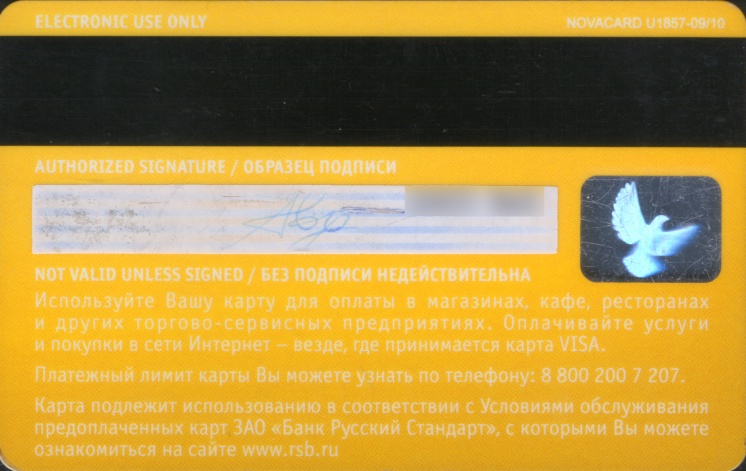 ELECTRONIC USE ONLY NOVACARD U1857-09/10
AUTHORIZED SIGNATURE / ОБРАЗЕЦ ПОДПИСИ
NOT VALID UNLESS SIGNED / БЕЗ ПОДПИСИ НЕДЕЙСТВИТЕЛЬНА
Используйте Вашу карту для оплаты в магазинах, кафе, ресторанах
и других торгово-сервисных предприятиях. Оплачивайте услуги
и покупки в сети Интернет – везде, где принимается карта VISA.
Платежный лимит карты Вы можете узнать по телефону: 8 800 200 7 207.
Карта подлежит использованию в соответствии с Условиями обслуживания
предоплаченных карт ЗАО «Банк Русский Стандарт», с которыми Вы можете
ознакомиться на сайте www.rsb.ru